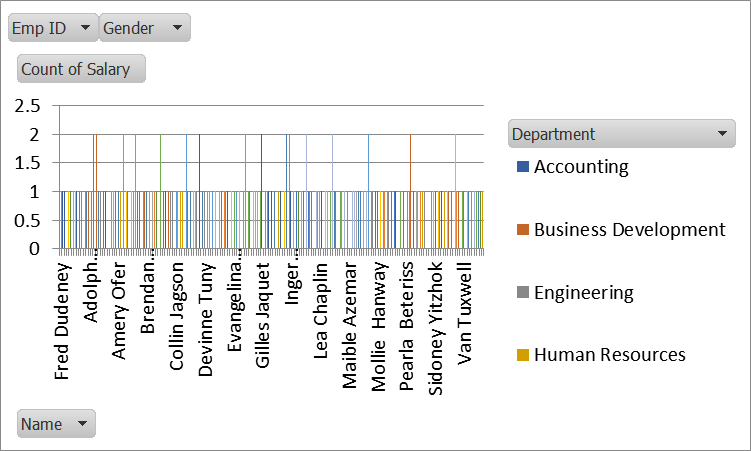 Emp ID
Gender
Count of Salary
2.5
2
1.5
1
0.5
0
Fred Dudeney
Adolph...
Amery Ofer
Brendan...
Collin Jagson
Devinne Tuny
Evangelina...
Gilles Jaquet
Inger...
Lea Chaplin
Maible Azemar
Mollie Hanway
Pearla Beteriss
Sidoney Yitzhok
Van Tuxwell
Department
Accounting
Business Development
Engineering
Human Resources
Name